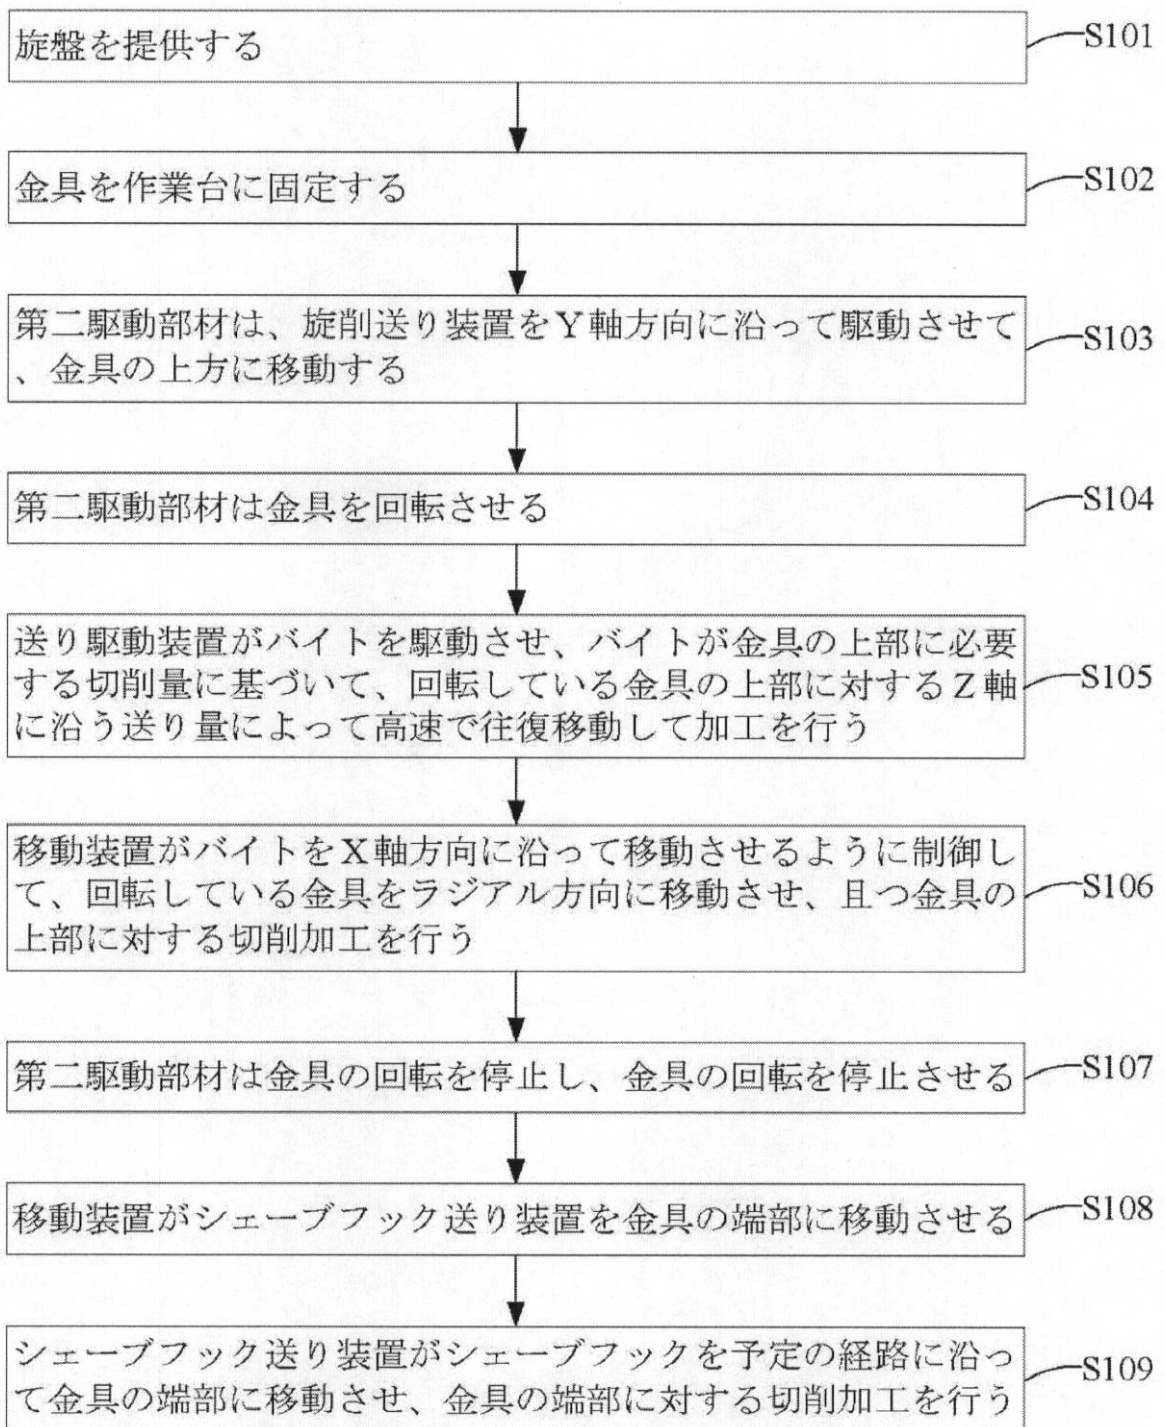 旋盤を提供する
S101
金具を作業台に固定する
S102
第二駆動部材は、旋削送り装置をY軸方向に沿って駆動させて
、金具の上方に移動する
S103
第二駆動部材は金具を回転させる
S104
送り駆動装置がバイトを駆動させ、バイトが金具の上部に必要
する切削量に基づいて、回転している金具の上部に対するZ軸
に沿う送り量によって高速で往復移動して加工を行う
S105
移動装置がバイトをX軸方向に沿って移動させるように制御し
て、回転している金具をラジアル方向に移動させ、且つ金具の
上部に対する切削加工を行う
S106
第二駆動部材は金具の回転を停止し、金具の回転を停止させる
S107
移動装置がシェーブフック送り装置を金具の端部に移動させる
S108
シェーブフック送り装置がシェーブフックを予定の経路に沿っ
て金具の端部に移動させ、金具の端部に対する切削加工を行う
S109